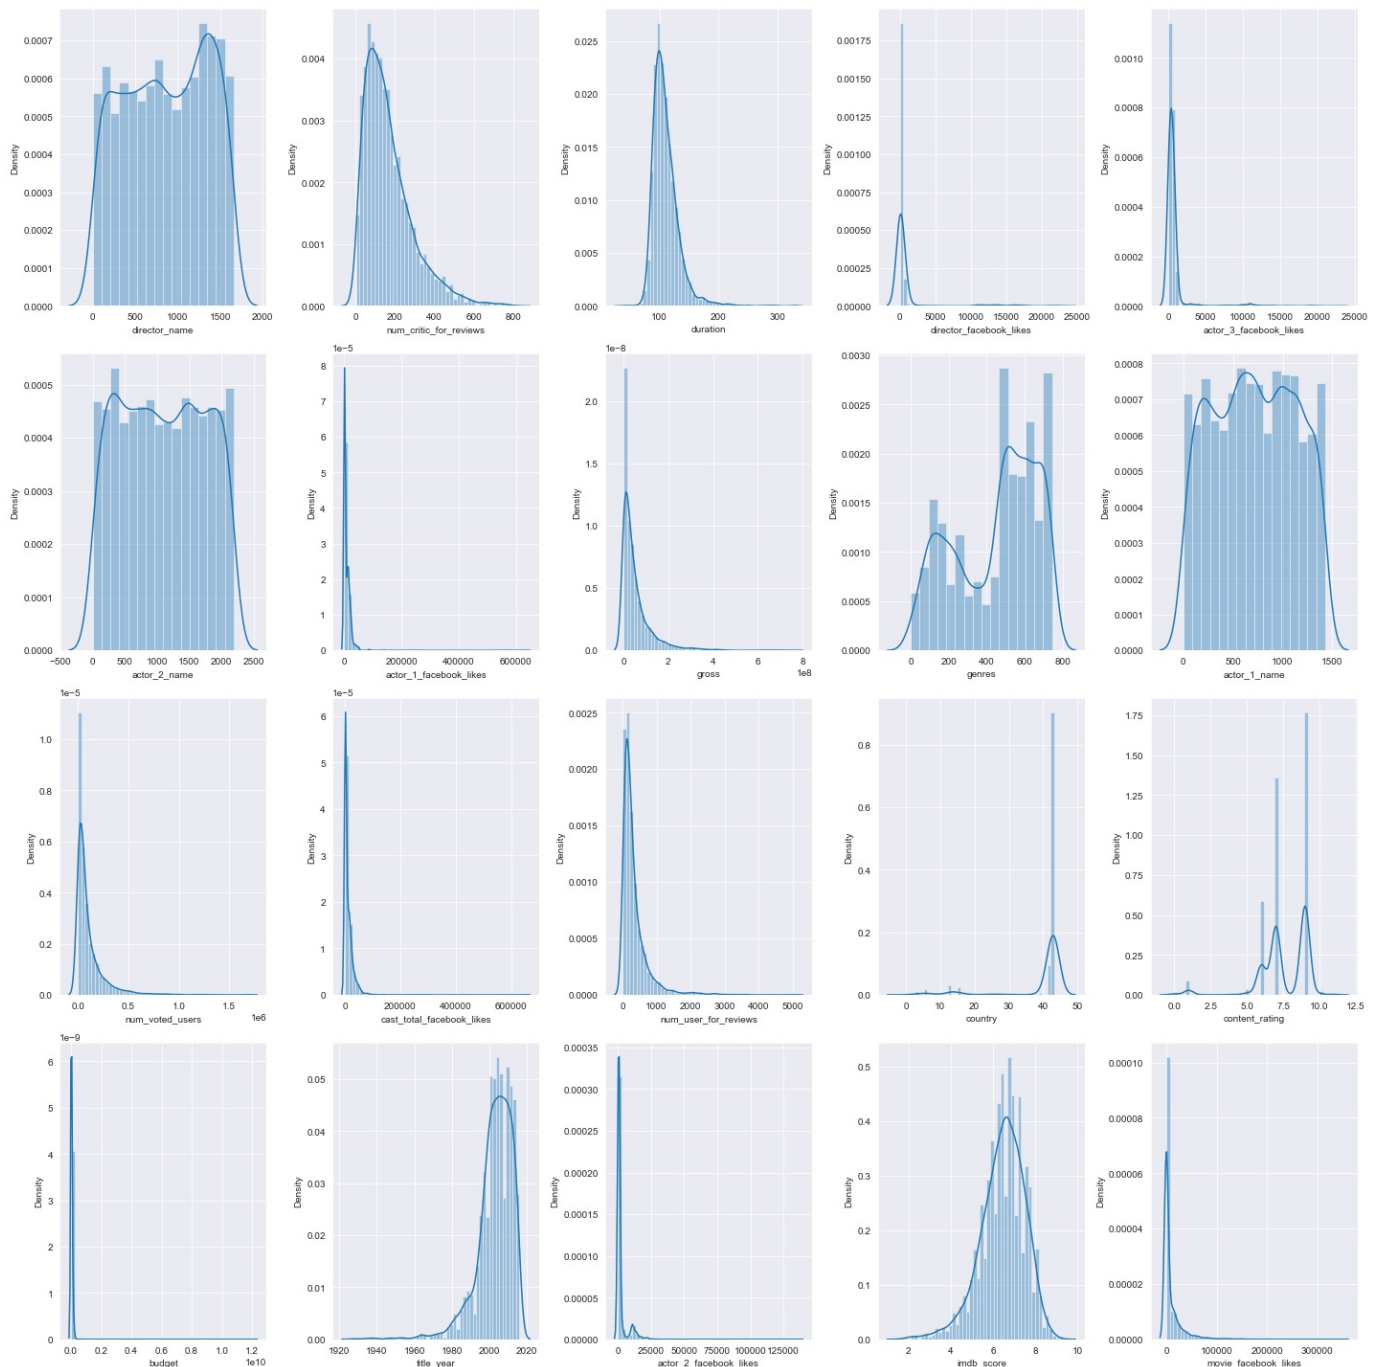 0.0007
0.0006
0.0005
0.0004
0.0003
0.0002
0.0001
0.0000
Density
0 500 1000 1500 2000
director_name
0.004
0.003
0.002
0.001
0.000
Density
0 200 400 600 800
num_critic_for_reviews
0.025
0.020
0.015
0.010
0.005
0.000
Density
100 200 300
duration
0.00175
0.00150
0.00125
0.00100
0.00075
0.00050
0.00025
0.00000
Density
0 5000 10000 15000 20000 25000
director_facebook_likes
0.0010
0.0008
0.0006
0.0004
0.0002
0.0000
Density
0 5000 10000 15000 20000 25000
actor_3_facebook_likes
0.0005
0.0004
0.0003
0.0002
0.0001
0.0000
Density
−500 0 500 1000 1500 2000 2500
actor_2_name
1e−5
8
7
6
5
4
3
2
1
0
Density
0 200000 400000 600000
actor_1_facebook_likes
1e−8
2.0
1.5
1.0
0.5
0.0
Density
0 2 4 6 8
1e8
gross
0.0030
0.0025
0.0020
0.0015
0.0010
0.0005
0.0000
Density
0 200 400 600 800
genres
0.0008
0.0007
0.0006
0.0005
0.0004
0.0003
0.0002
0.0001
0.0000
Density
0 500 1000 1500
actor_1_name
1e−5
1.0
0.8
0.6
0.4
0.2
0.0
Density
0.0 0.5 1.0 1.5
1e6
num_voted_users
1e−5
6
5
4
3
2
1
0
Density
0 200000 400000 600000
cast_total_facebook_likes
0.0025
0.0020
0.0015
0.0010
0.0005
0.0000
Density
0 1000 2000 3000 4000 5000
num_user_for_reviews
0.8
0.6
0.4
0.2
0.0
Density
0 10 20 30 40 50
country
1.75
1.50
1.25
1.00
0.75
0.50
0.25
0.00
Density
0.0 2.5 5.0 7.5 10.0 12.5
content_rating
1e−9
6
5
4
3
2
1
0
Density
0.0 0.2 0.4 0.6 0.8 1.0 1.2
1e10
budget
0.05
0.04
0.03
0.02
0.01
0.00
Density
1920 1940 1960 1980 2000 2020
title_year
0.00035
0.00030
0.00025
0.00020
0.00015
0.00010
0.00005
0.00000
Density
0 25000 50000 75000 100000 125000
actor_2_facebook_likes
0.5
0.4
0.3
0.2
0.1
0.0
Density
2 4 6 8 10
imdb_score
0.00010
0.00008
0.00006
0.00004
0.00002
0.00000
Density
0 100000 200000 300000
movie_facebook_likes